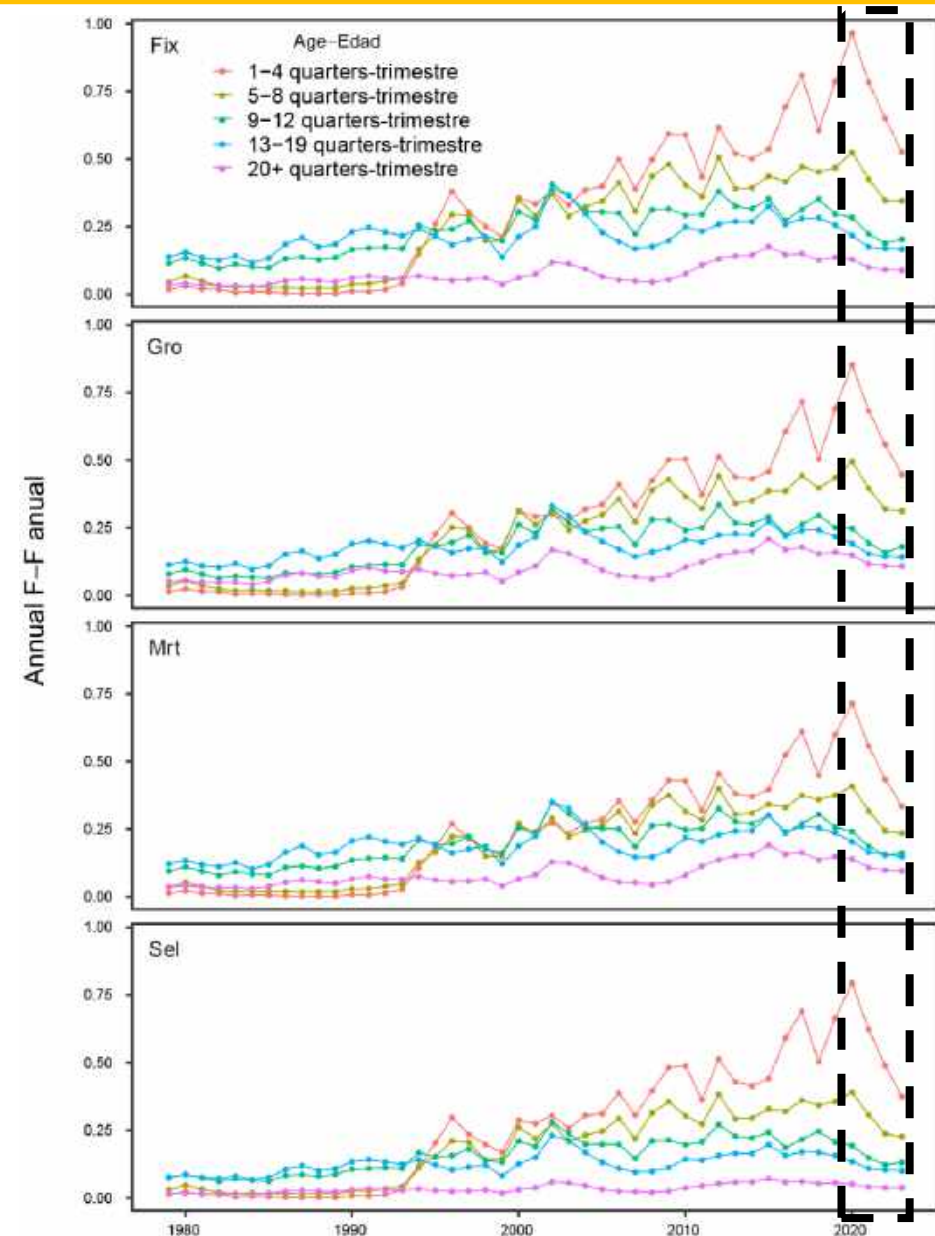 Annual F–F anual
1.00
0.75
0.50
0.25
0.00
Fix
Age–Edad
1–4 quarters-trimestre
5–8 quarters-trimestre
9–12 quarters-trimestre
13–19 quarters-trimestre
20+ quarters-trimestre
1.00
0.75
0.50
0.25
0.00
Gro
1.00
0.75
0.50
0.25
0.00
Mrt
1.00
0.75
0.50
0.25
0.00
Sel
1980 1990 2000 2010 2020